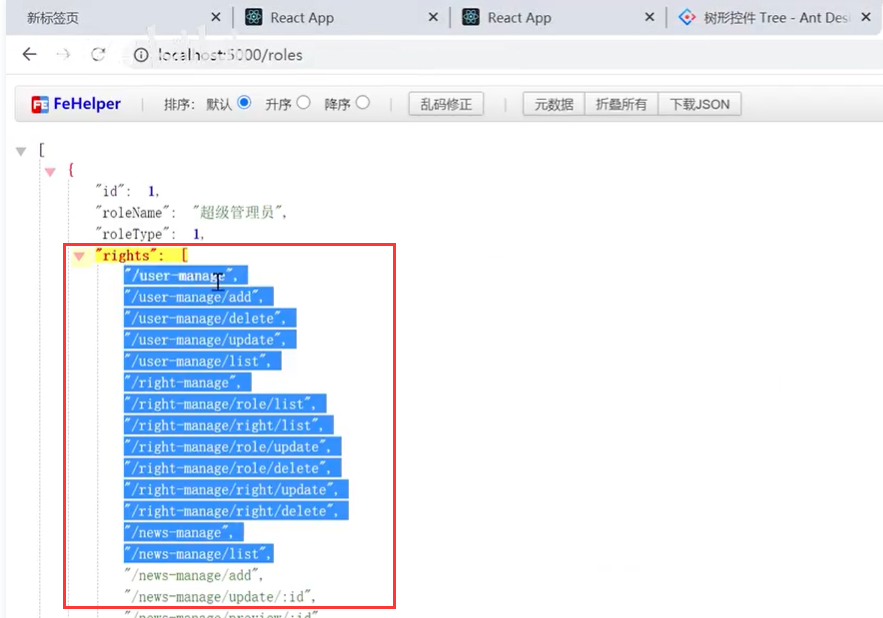 新标签页
React App
React App
树形控件 Tree - Ant Des
localhost:5000/roles
FeHelper
排序: 默认 升序 降序
乱码修正
元数据 折叠所有 下载JSON
[
{
"id": 1,
"roleName": "超级管理员",
"roleType": 1,
"rights": [
"/user-manage",
"/user-manage/add",
"/user-manage/delete",
"/user-manage/update",
"/user-manage/list",
"/right-manage",
"/right-manage/role/list",
"/right-manage/right/list",
"/right-manage/role/update",
"/right-manage/role/delete",
"/right-manage/right/update",
"/right-manage/right/delete",
"/news-manage",
"/news-manage/list",
"/news-manage/add",
"/news-manage/update/:id",
"/news-manage/preview/:id"